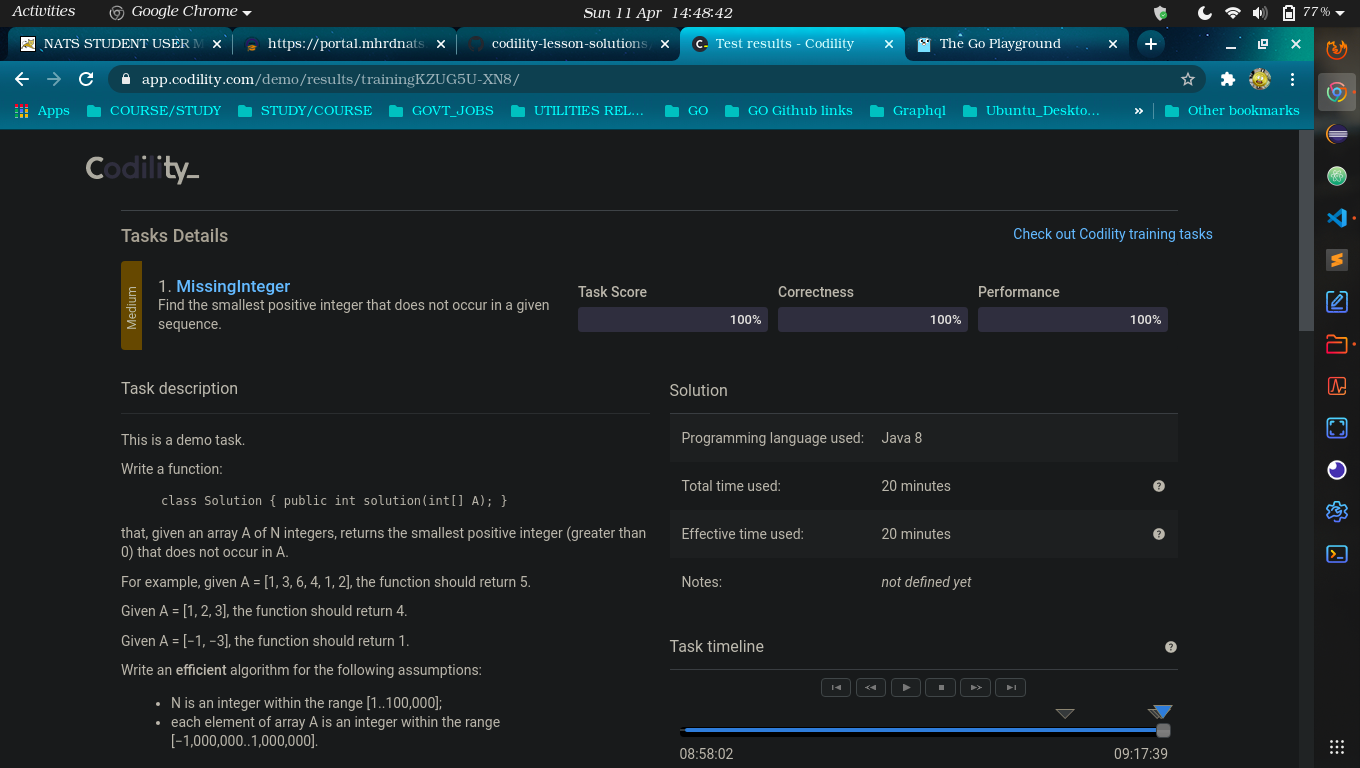 Activities
Google Chrome
Sun 11 Apr 14:48:42
77 %
NATS STUDENT USER M
https://portal.mhrdnats
codility-lesson-solutions
Test results - Codility
The Go Playground
app.codility.com/demo/results/trainingKZUG5U-XN8/
Apps
COURSE/STUDY
STUDY/COURSE
GOVT_JOBS
UTILITIES REL...
GO
GO Github links
Graphql
Ubuntu_Deskto...
»
Other bookmarks
Codility_
Tasks Details
Check out Codility training tasks
Medium
1. MissingInteger
Find the smallest positive integer that does not occur in a given
sequence.
Task Score
Correctness
Performance
100%
100%
100%
Task description
Solution
This is a demo task.
Write a function:
class Solution { public int solution(int[] A); }
that, given an array A of N integers, returns the smallest positive integer (greater than
0) that does not occur in A.
For example, given A = [1, 3, 6, 4, 1, 2], the function should return 5.
Given A = [1, 2, 3], the function should return 4.
Given A = [−1, −3], the function should return 1.
Write an efficient algorithm for the following assumptions:
• N is an integer within the range [1..100,000];
• each element of array A is an integer within the range
[−1,000,000..1,000,000].
Programming language used: Java 8
Total time used: 20 minutes
Effective time used: 20 minutes
Notes: not defined yet
Task timeline
08:58:02
09:17:39